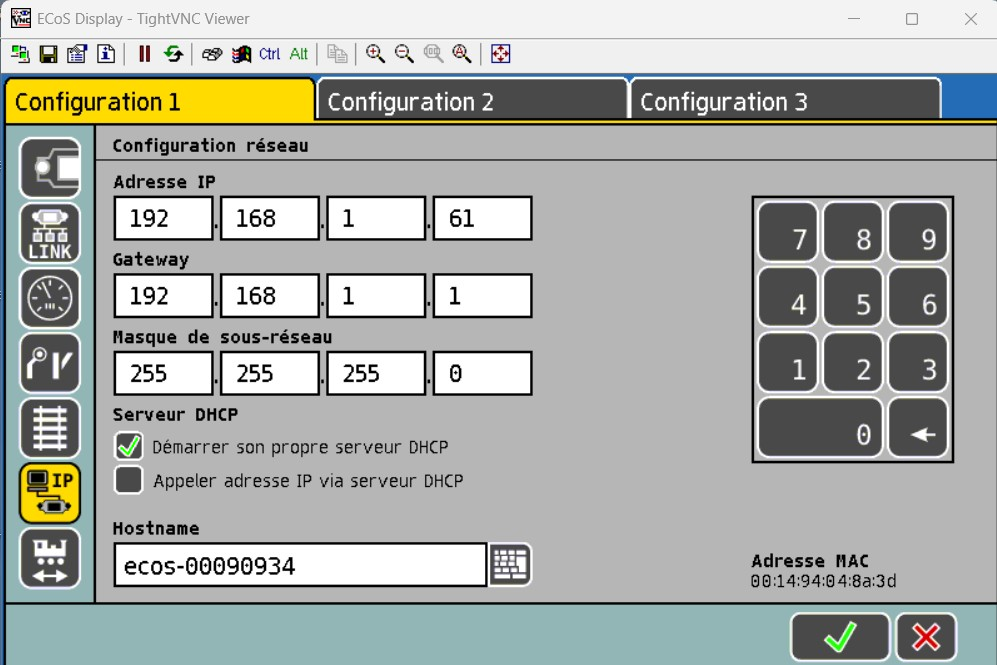 ECoS Display - TightVNC Viewer
Ctrl Alt
Configuration 1
Configuration 2
Configuration 3
Configuration réseau
Adresse IP
192 . 168 . 1 . 61
Gateway
192 . 168 . 1 . 1
Masque de sous-réseau
255 . 255 . 255 . 0
Serveur DHCP
Démarrer son propre serveur DHCP
Appeler adresse IP via serveur DHCP
Hostname
ecos-00090934
LINK
IP
7 8 9
4 5 6
1 2 3
0
Adresse MAC
00:14:94:04:8a:3d